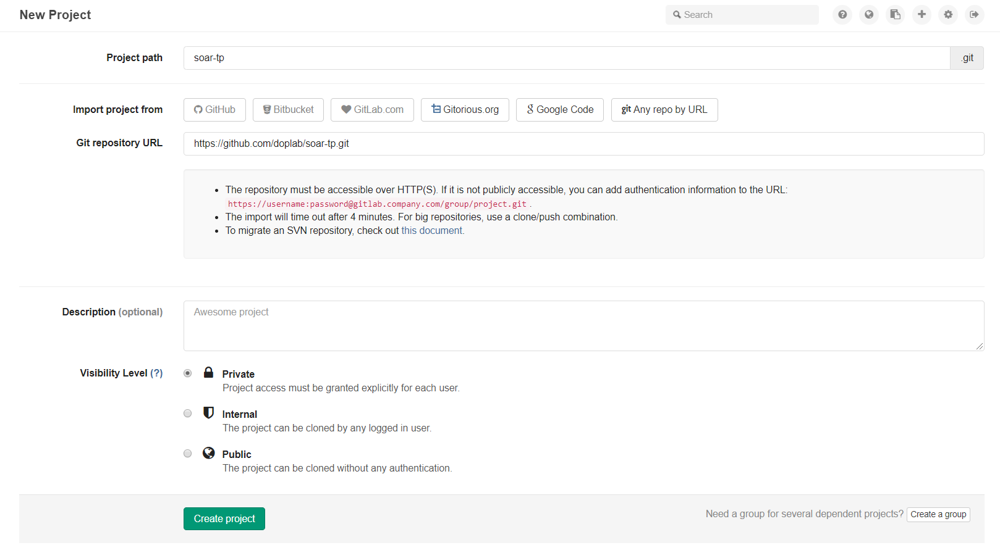 New Project
Search
Project path
soar-tp
.git
Import project from
GitHub
Bitbucket
GitLab.com
Gitorious.org
Google Code
git Any repo by URL
Git repository URL
https://github.com/doplab/soar-tp.git
The repository must be accessible over HTTP(S). If it is not publicly accessible, you can add authentication information to the URL:
https://username:password@gitlab.company.com/group/project.git.
The import will time out after 4 minutes. For big repositories, use a clone/push combination.
To migrate an SVN repository, check out this document.
Description (optional)
Awesome project
Visibility Level (?)
Private
Project access must be granted explicitly for each user.
Internal
The project can be cloned by any logged in user.
Public
The project can be cloned without any authentication.
Create project
Need a group for several dependent projects? Create a group